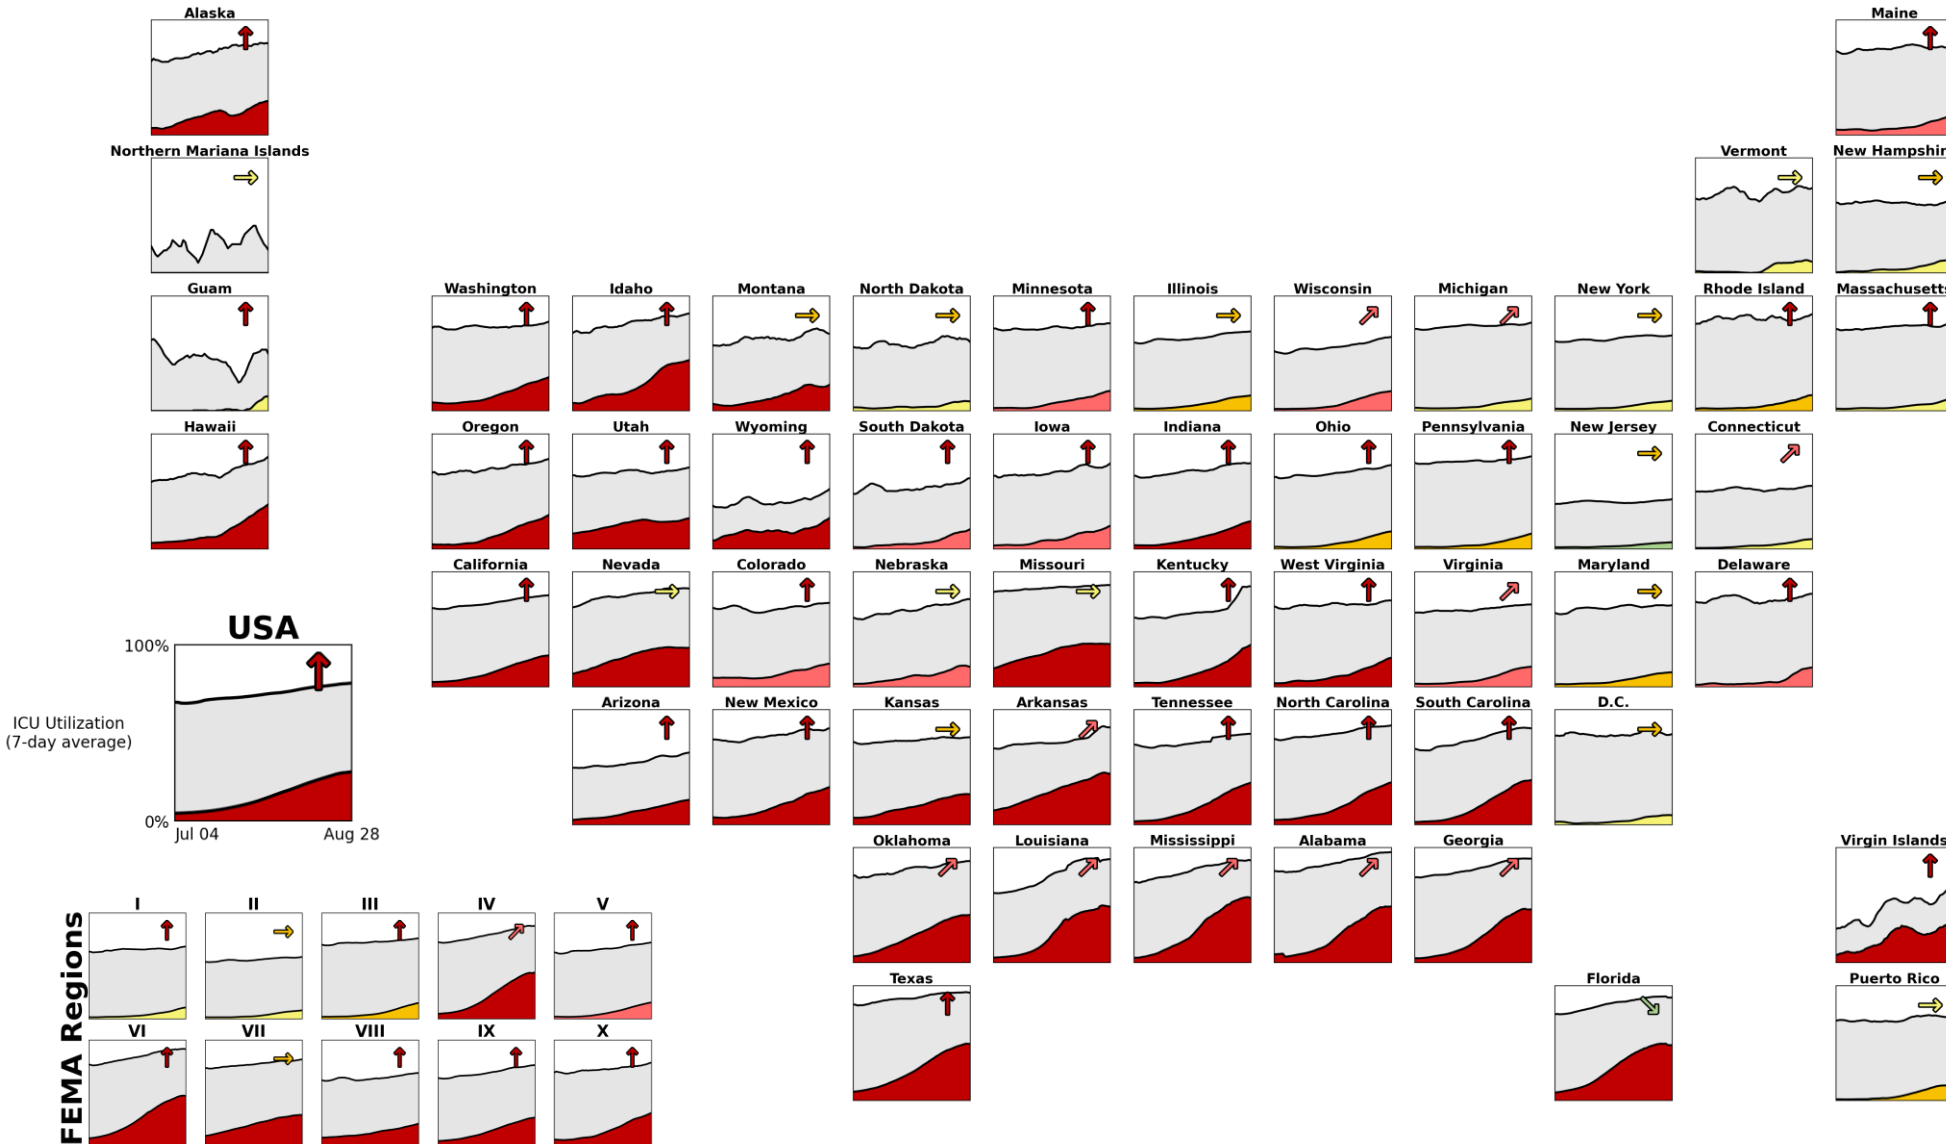 Alaska
Maine
Northern Mariana Islands
Vermont
New Hampshir
Guam
Washington
Idaho
Montana
North Dakota
Minnesota
Illinois
Wisconsin
Michigan
New York
Rhode Island
Massachusetts
Hawaii
Oregon
Utah
Wyoming
South Dakota
Iowa
Indiana
Ohio
Pennsylvania
New Jersey
Connecticut
California
Nevada
Colorado
Nebraska
Missouri
Kentucky
West Virginia
Virginia
Maryland
Delaware
USA
100%
ICU Utilization
(7-day average)
0%
Jul 04
Aug 28
Arizona
New Mexico
Kansas
Arkansas
Tennessee
North Carolina
South Carolina
D.C.
Oklahoma
Louisiana
Mississippi
Alabama
Georgia
Virgin Islands
FEMA Regions
I
II
III
IV
V
Texas
Florida
Puerto Rico
VI
VII
VIII
IX
X